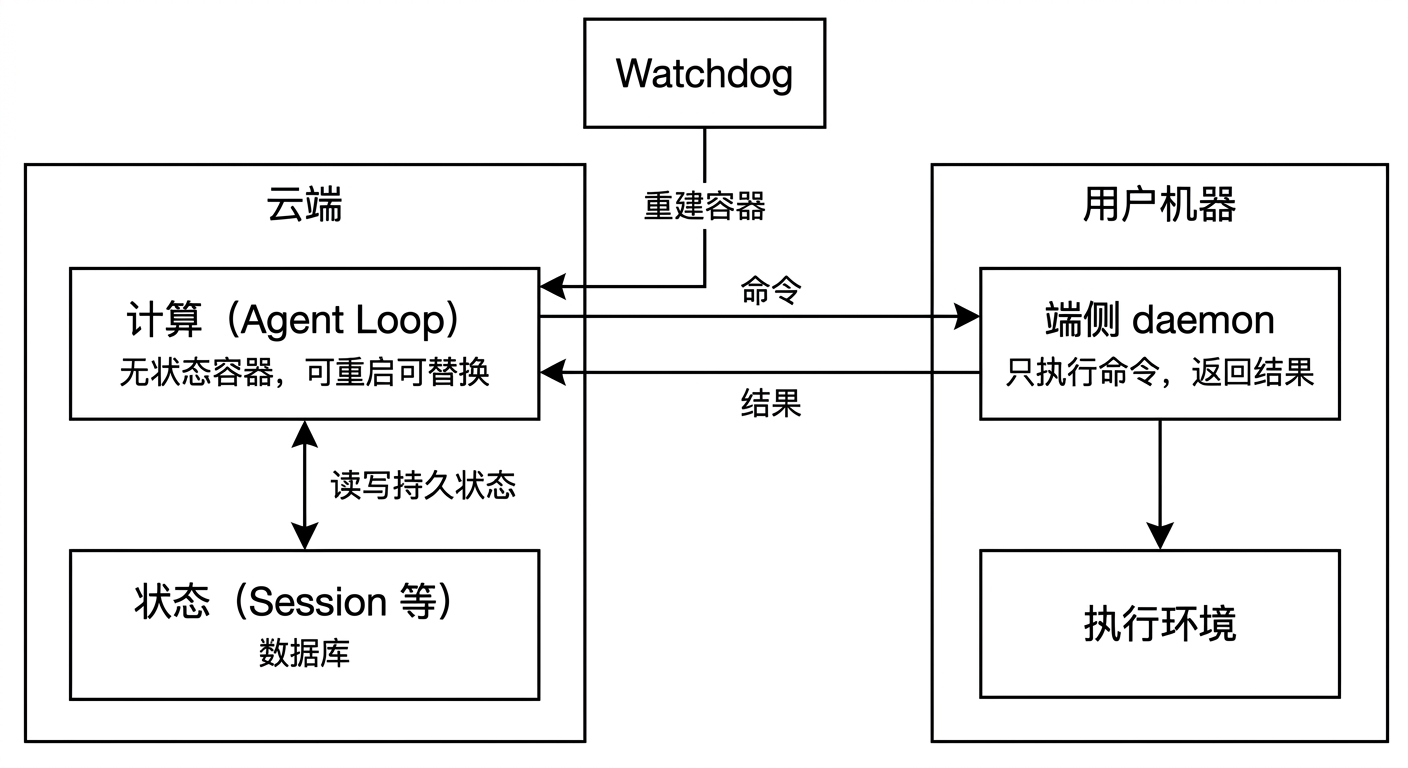 Watchdog
重建容器
云端
计算（Agent Loop）
无状态容器，可重启可替换
读写持久状态
状态（Session 等）
数据库
命令
结果
用户机器
端侧 daemon
只执行命令，返回结果
执行环境